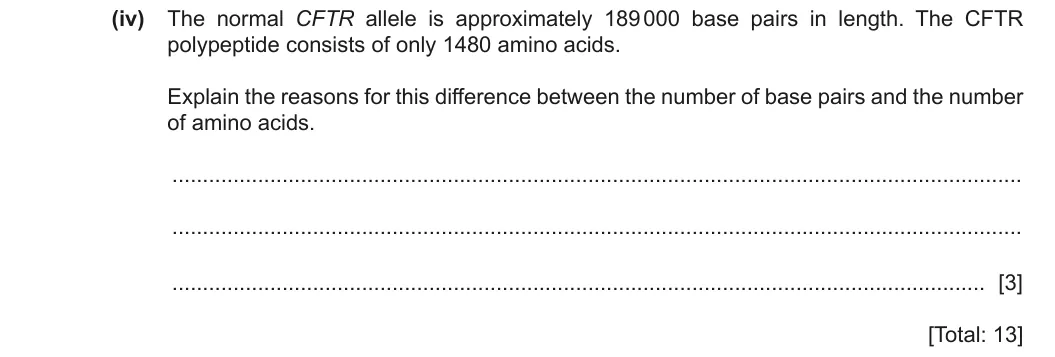 (iv) The normal CFTR allele is approximately 189 000 base pairs in length. The CFTR
polypeptide consists of only 1480 amino acids.
Explain the reasons for this difference between the number of base pairs and the number
of amino acids.
[3]
[Total: 13]